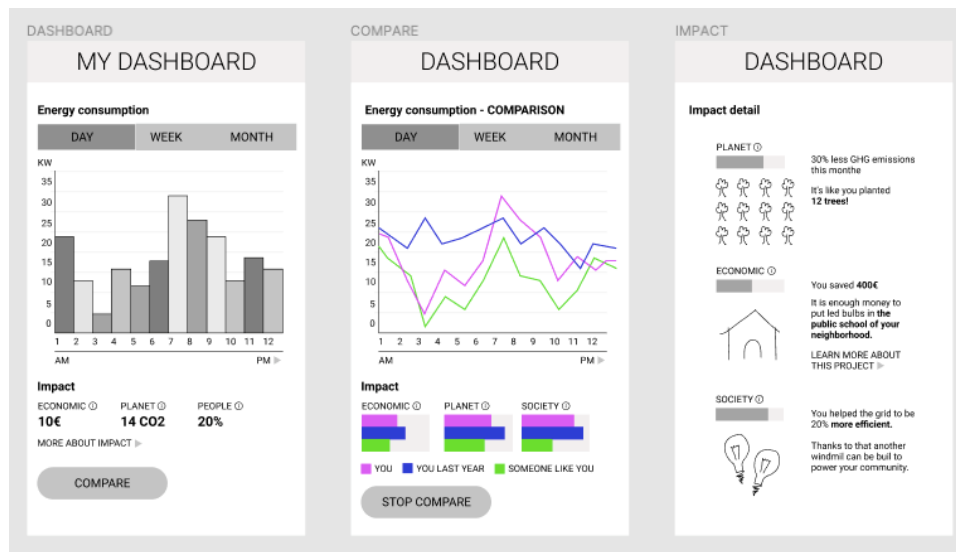 DASHBOARD
MY DASHBOARD
Energy consumption
DAY WEEK MONTH
KW
35
30
25
20
15
10
5
0
1 2 3 4 5 6 7 8 9 10 11 12
AM PM
Impact
ECONOMIC PLANET PEOPLE
10€ 14 CO2 20%
MORE ABOUT IMPACT
COMPARE
COMPARE
DASHBOARD
Energy consumption - COMPARISON
DAY WEEK MONTH
KW
35
30
25
20
15
10
5
0
1 2 3 4 5 6 7 8 9 10 11 12
AM PM
Impact
ECONOMIC PLANET SOCIETY
YOU YOU LAST YEAR SOMEONE LIKE YOU
STOP COMPARE
IMPACT
DASHBOARD
Impact detail
PLANET
30% less GHG emissions
this monthe
It's like you planted
12 trees!
ECONOMIC
You saved 400€
It is enough money to
put led bulbs in the
public school of your
neighborhood.
LEARN MORE ABOUT
THIS PROJECT
SOCIETY
You helped the grid to be
20% more efficient.
Thanks to that another
windmil can be buil to
power your community.